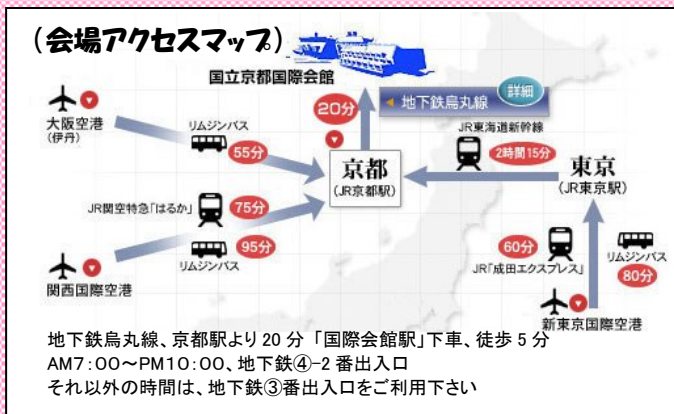 (会場アクセスマップ)
国立京都国際会館
大阪空港
(伊丹)
リムジンバス
55分
20分
地下鉄烏丸線
詳細
JR東海道新幹線
2時間15分
京都
(JR京都駅)
東京
(JR東京駅)
JR関空特急「はるか」
75分
95分
リムジンバス
関西国際空港
60分
JR「成田エクスプレス」
リムジンバス
80分
新東京国際空港
地下鉄烏丸線、京都駅より 20 分 「国際会館駅」下車、徒歩 5 分
AM7:00~PM10:00、地下鉄④-2 番出入口
それ以外の時間は、地下鉄③番出入口をご利用下さい